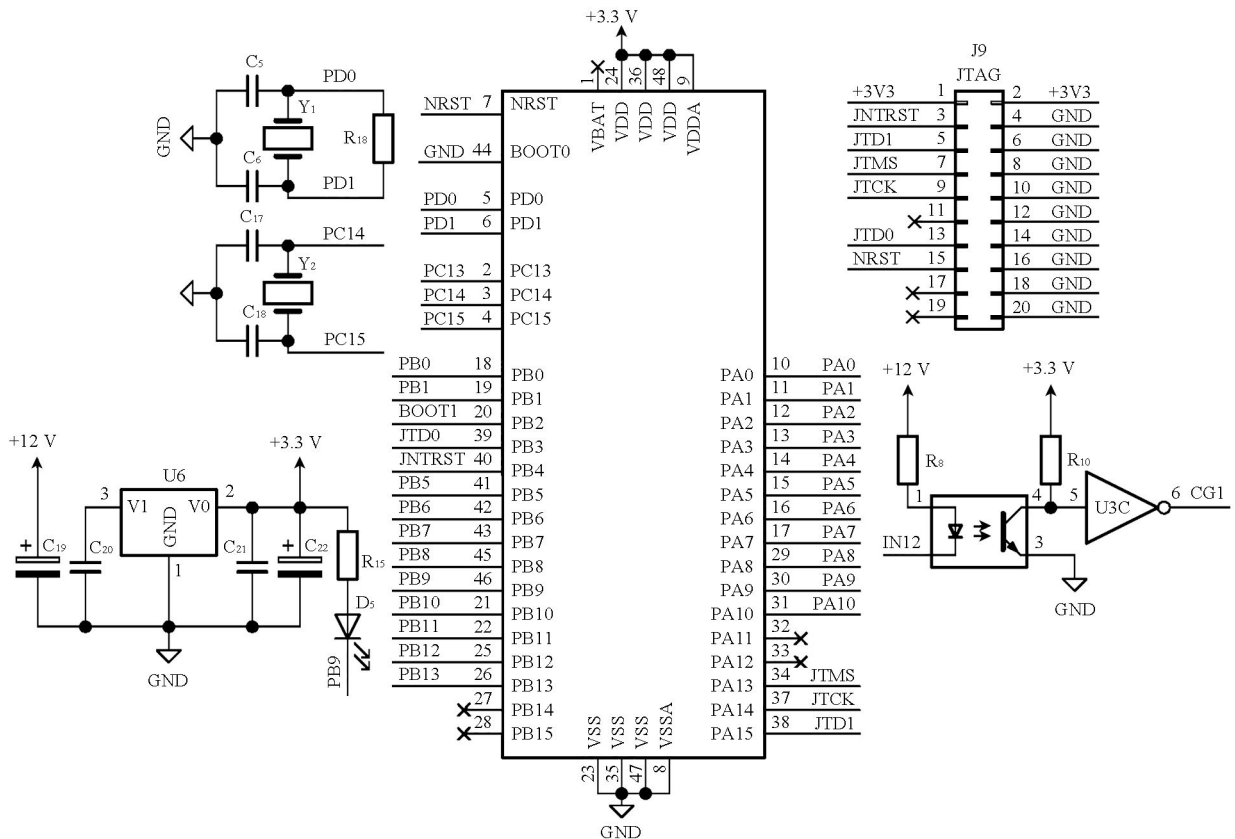 +3.3 V
1
24
36
48
9
VBAT
VDD
VDD
VDD
VDDA
C5
PD0
Y1
R18
GND
C6
PD1
C17
PC14
Y2
C18
PC15
NRST 7 NRST
GND 44 BOOT0
PD0 5 PD0
PD1 6 PD1
PC13 2 PC13
PC14 3 PC14
PC15 4 PC15
PB0 18 PB0
PB1 19 PB1
BOOT1 20 PB2
JTD0 39 PB3
JNTRST 40 PB4
PB5 41 PB5
PB6 42 PB6
PB7 43 PB7
PB8 45 PB8
PB9 46 PB9
PB10 21 PB10
PB11 22 PB11
PB12 25 PB12
PB13 26 PB13
27 PB14
28 PB15
PA0 10 PA0
PA1 11 PA1
PA2 12 PA2
PA3 13 PA3
PA4 14 PA4
PA5 15 PA5
PA6 16 PA6
PA7 17 PA7
PA8 29 PA8
PA9 30 PA9
PA10 31 PA10
PA11 32
PA12 33
PA13 34 JTMS
PA14 37 JTCK
PA15 38 JTD1
VSS
VSS
VSS
VSSA
23
35
47
8
GND
J9
JTAG
+3V3 1 2 +3V3
JNTRST 3 4 GND
JTD1 5 6 GND
JTMS 7 8 GND
JTCK 9 10 GND
11 12 GND
JTD0 13 14 GND
NRST 15 16 GND
17 18 GND
19 20 GND
+12 V
+3.3 V
U6
3 V1 V0 2
GND
1
+ C19
C20
C21
+ C22
R15
D5
PB9
GND
+12 V
+3.3 V
R8
R10
1
4
5
U3C
6 CG1
IN12
3
GND